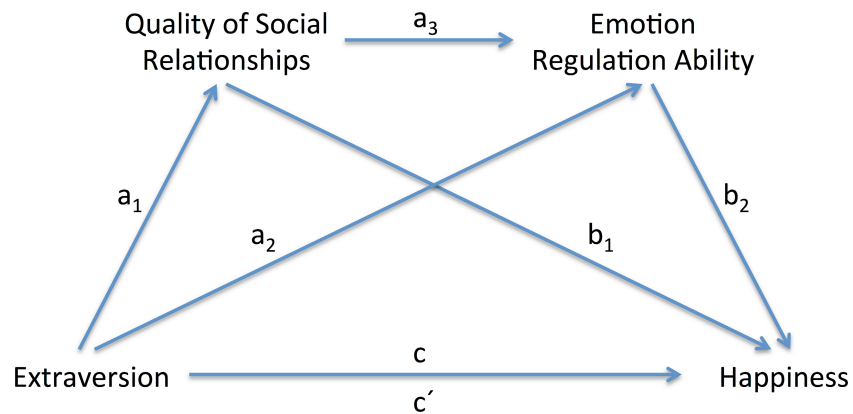 Quality of Social
Relationships
a₃
Emotion
Regulation Ability
a₁
a₂
b₁
b₂
Extraversion
c
c´
Happiness